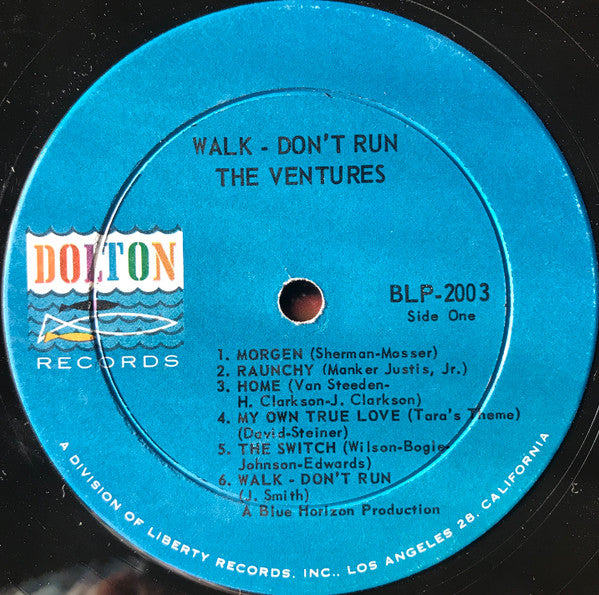 WALK - DON'T RUN
THE VENTURES
DOLTON
RECORDS
BLP-2003
Side One
1. MORGEN (Sherman-Mosser)
2. RAUNCHY (Manker Justis, Jr.)
3. HOME (Van Steeden-
H. Clarkson-J. Clarkson)
4. MY OWN TRUE LOVE (Tara's Theme)
(David-Steiner)
5. THE SWITCH (Wilson-Bogie-
Johnson-Edwards)
6. WALK - DON'T RUN
(J. Smith)
A Blue Horizon Production
A DIVISION OF LIBERTY RECORDS, INC., LOS ANGELES 28, CALIFORNIA